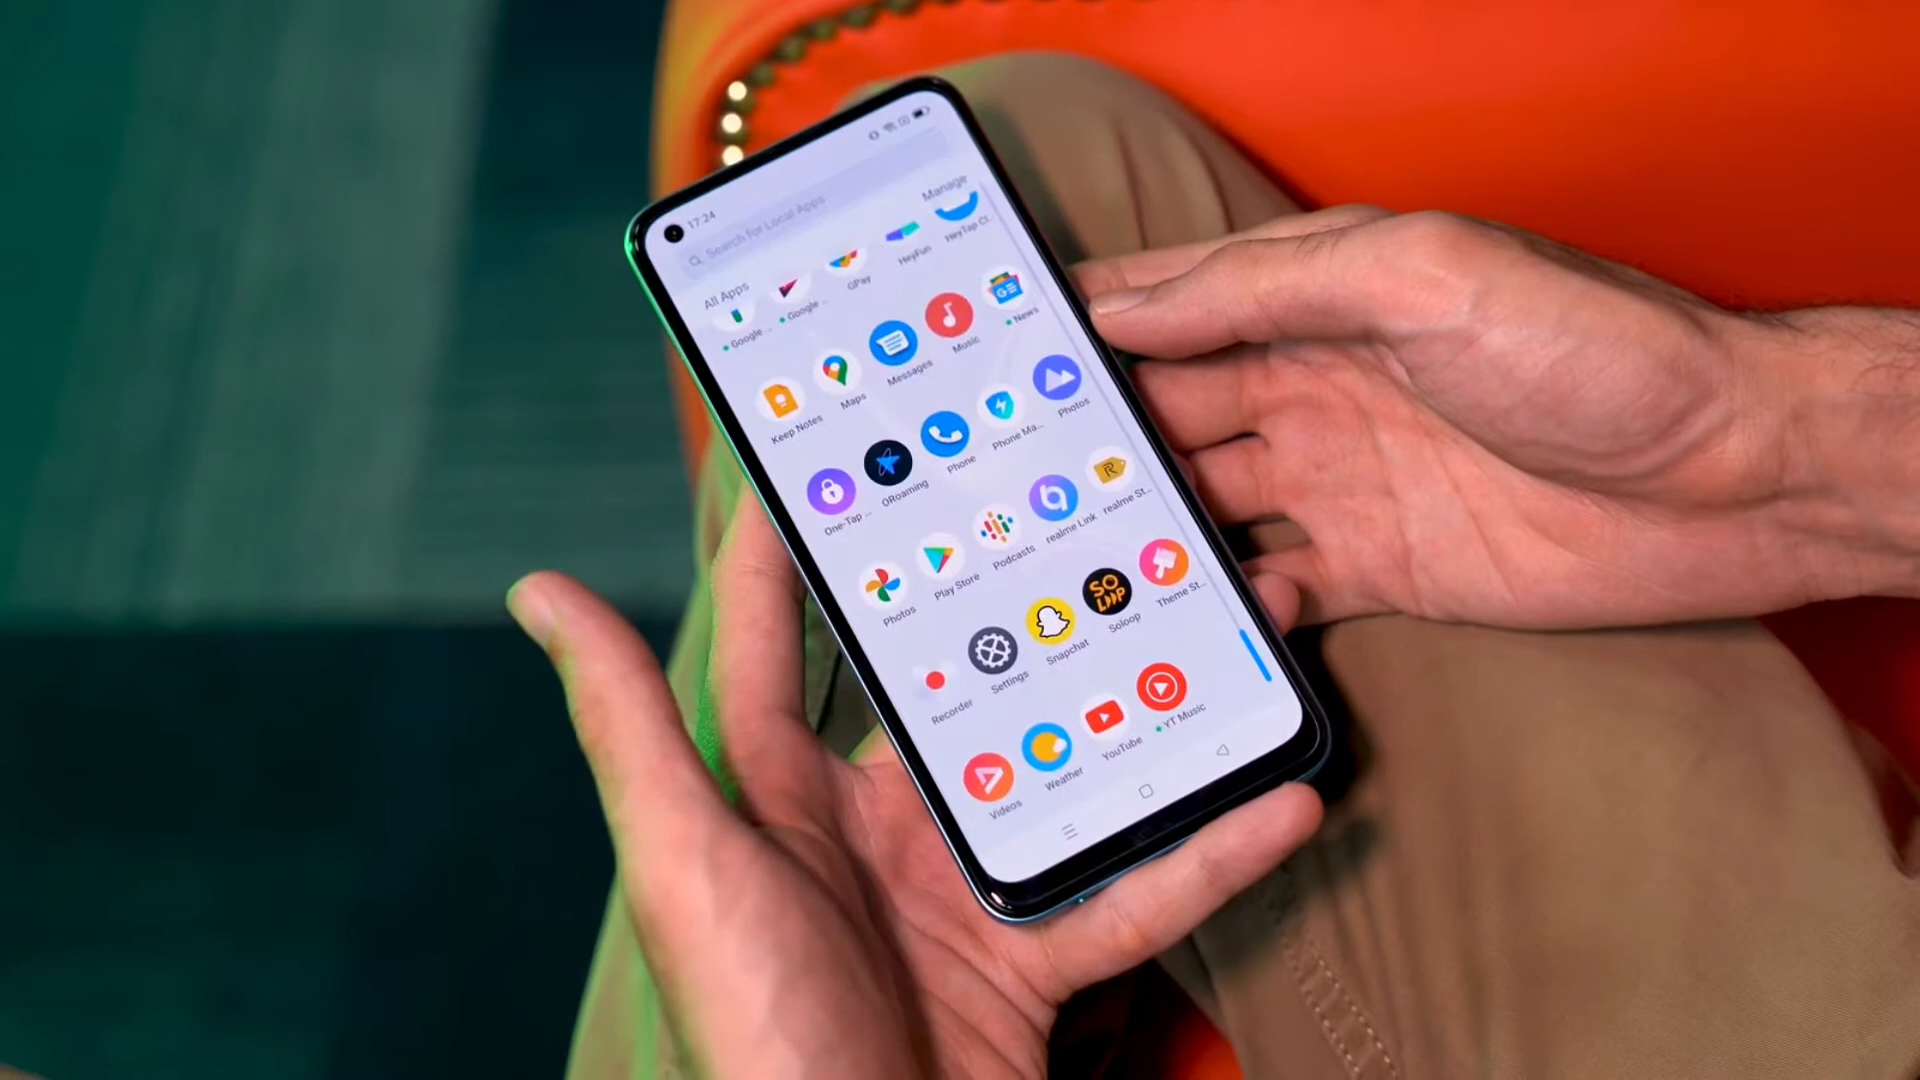 17:24
Search for Local Apps
All Apps
Manage
Google ...
Google ...
GPay
HeyFun
HeyTap Cl...
Keep Notes
Maps
Messages
Music
News
One-Tap ...
ORoaming
Phone
Phone Ma...
Photos
Photos
Play Store
Podcasts
realme Link
realme St...
Recorder
Settings
Snapchat
SO
LOOP
Soloop
Theme St...
Videos
Weather
YouTube
YT Music